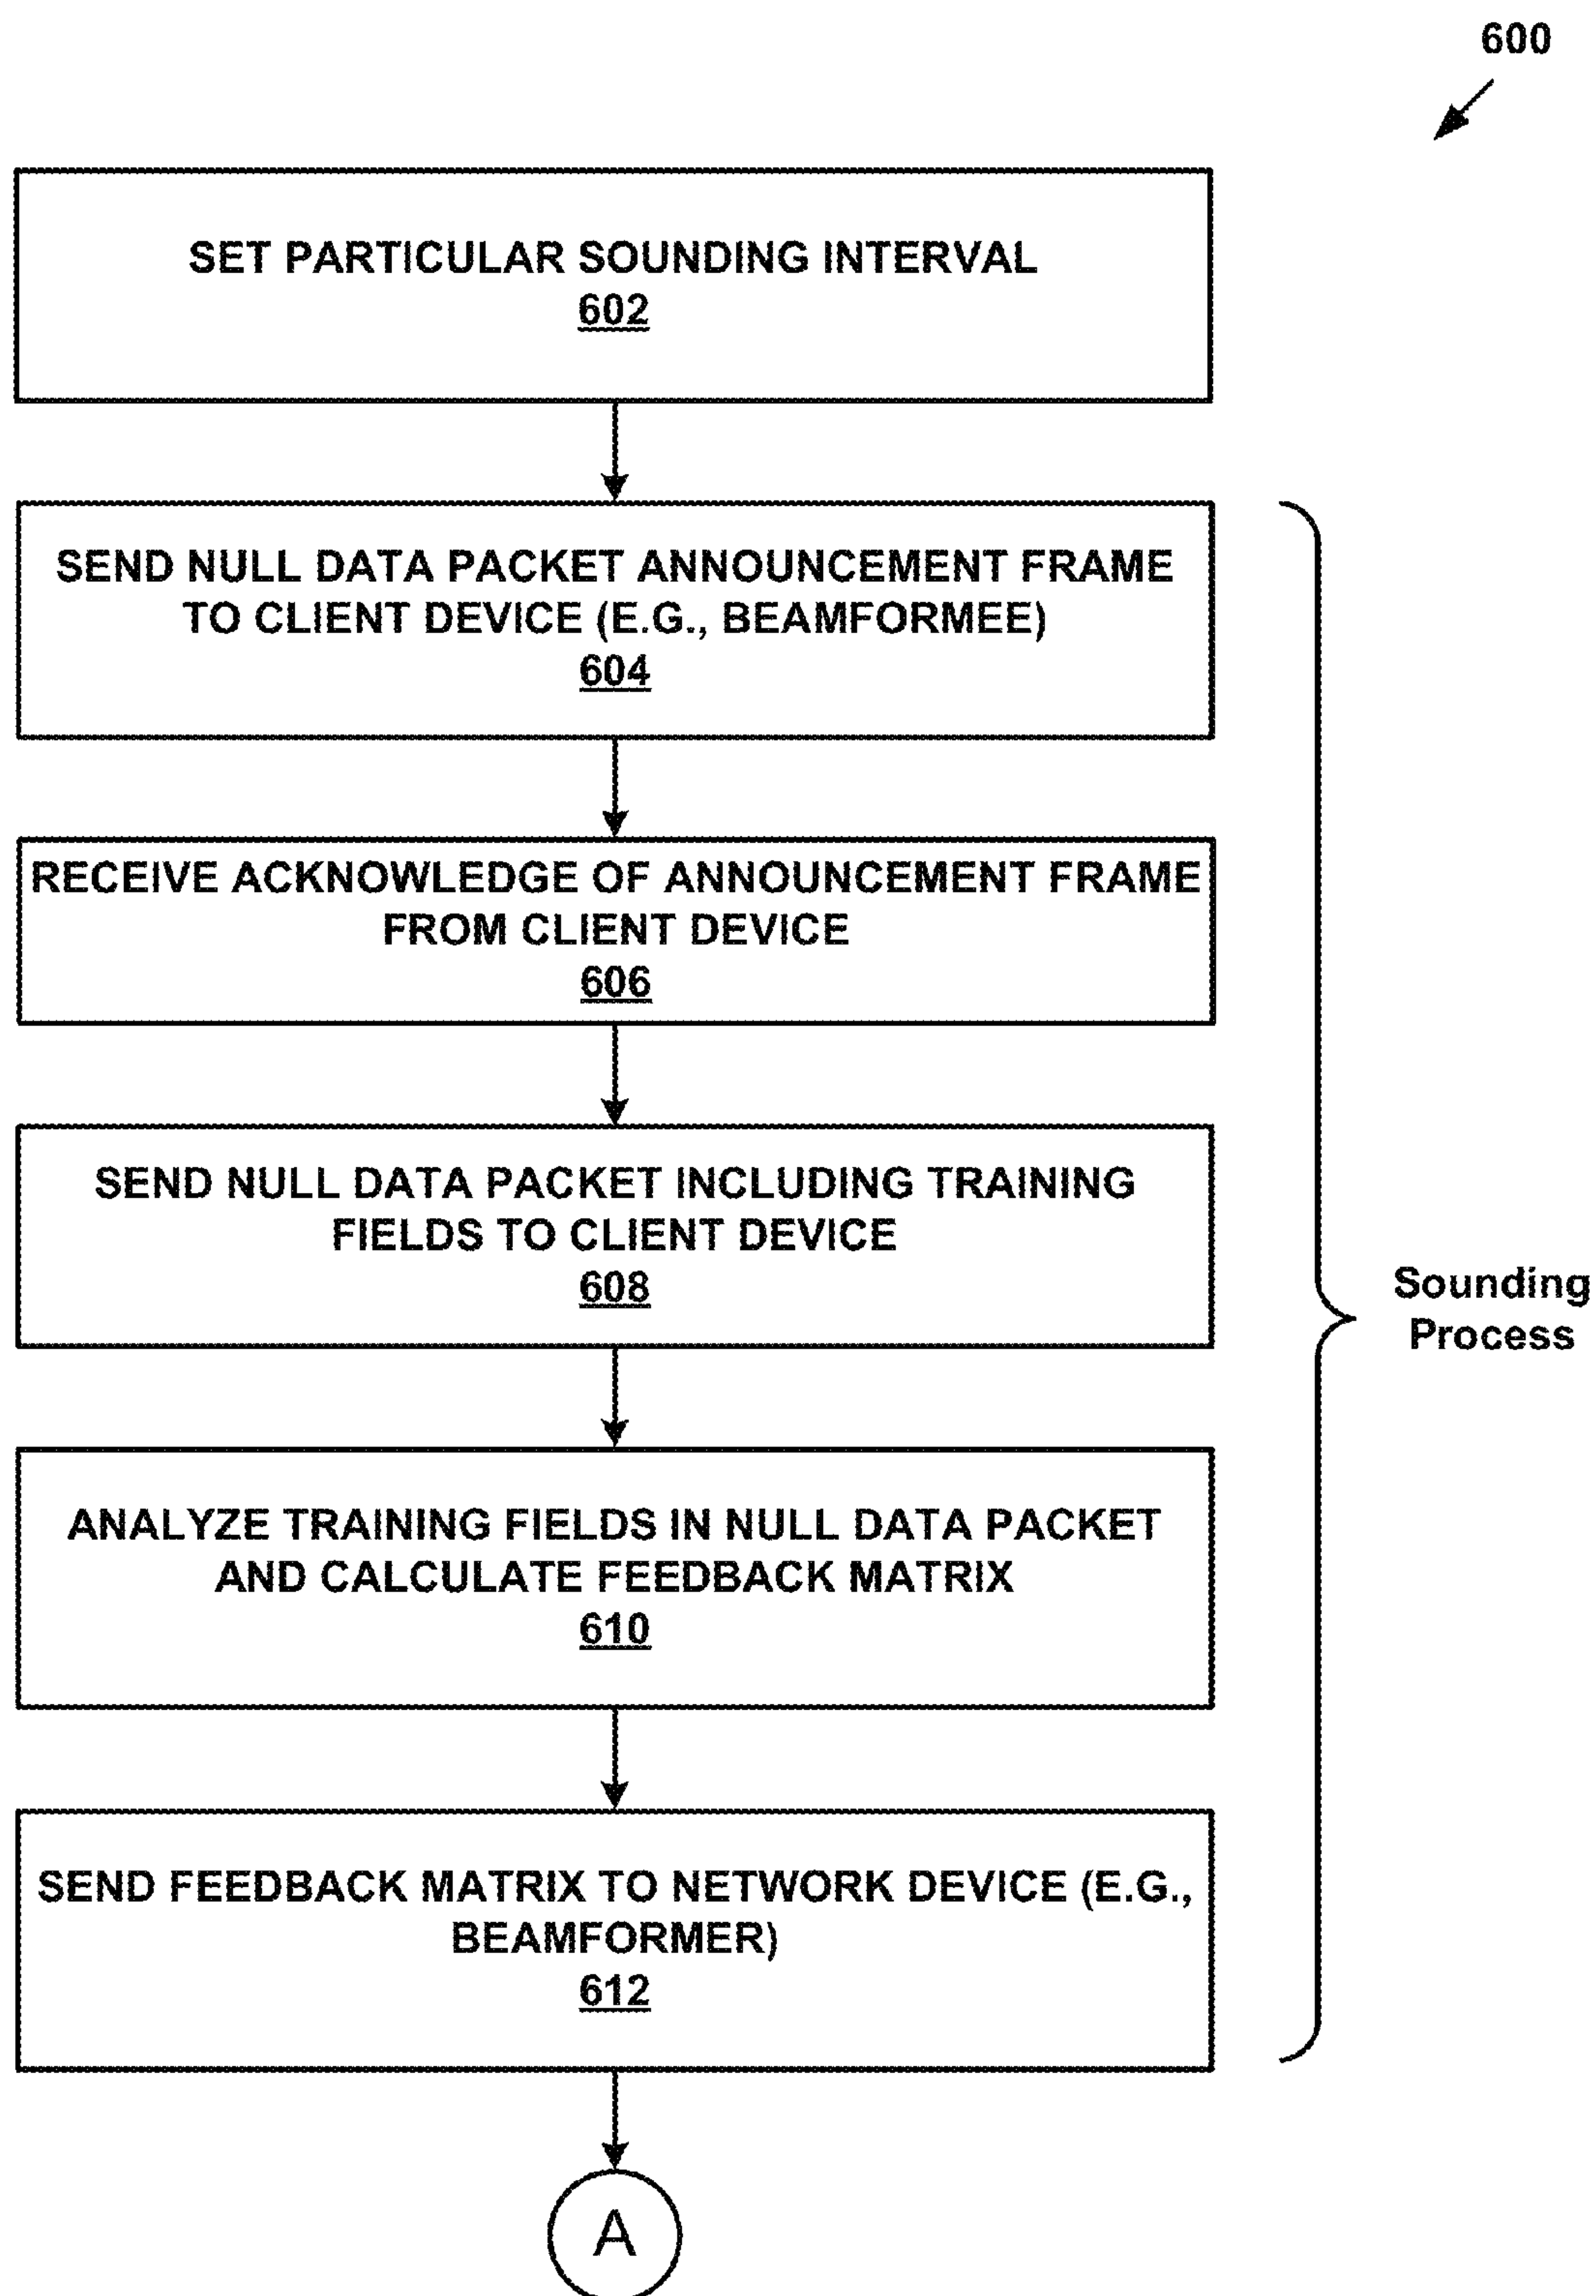 600
SET PARTICULAR SOUNDING INTERVAL
602
SEND NULL DATA PACKET ANNOUNCEMENT FRAME
TO CLIENT DEVICE (E.G., BEAMFORMEE)
604
RECEIVE ACKNOWLEDGE OF ANNOUNCEMENT FRAME
FROM CLIENT DEVICE
606
SEND NULL DATA PACKET INCLUDING TRAINING
FIELDS TO CLIENT DEVICE
608
Sounding
Process
ANALYZE TRAINING FIELDS IN NULL DATA PACKET
AND CALCULATE FEEDBACK MATRIX
610
SEND FEEDBACK MATRIX TO NETWORK DEVICE (E.G.,
BEAMFORMER)
612
A